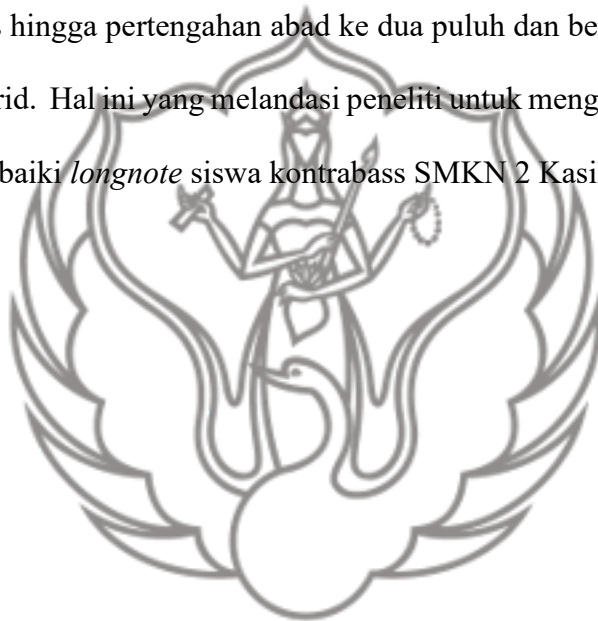 hingga pertengahan abad ke dua puluh dan be
rid. Hal ini yang melandasi peneliti untuk meng
baiki longnote siswa kontrabass SMKN 2 Kasi